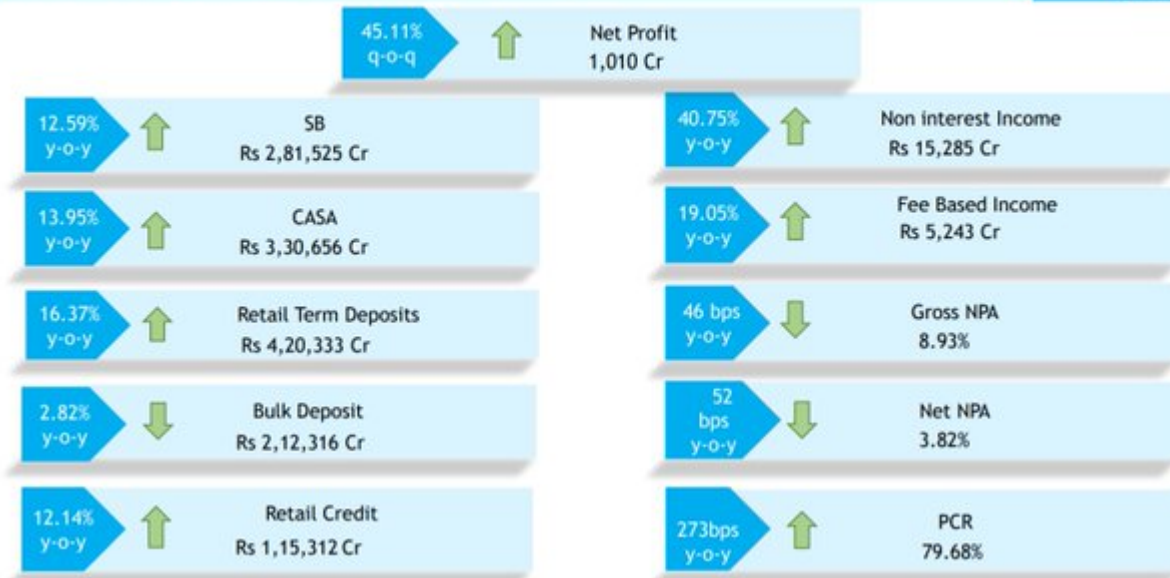 45.11%
q-o-q
Net Profit
1,010 Cr
12.59%
y-o-y
SB
Rs 2,81,525 Cr
13.95%
y-o-y
CASA
Rs 3,30,656 Cr
16.37%
y-o-y
Retail Term Deposits
Rs 4,20,333 Cr
2.82%
y-o-y
Bulk Deposit
Rs 2,12,316 Cr
12.14%
y-o-y
Retail Credit
Rs 1,15,312 Cr
40.75%
y-o-y
Non interest Income
Rs 15,285 Cr
19.05%
y-o-y
Fee Based Income
Rs 5,243 Cr
46 bps
y-o-y
Gross NPA
8.93%
52
bps
y-o-y
Net NPA
3.82%
273bps
y-o-y
PCR
79.68%